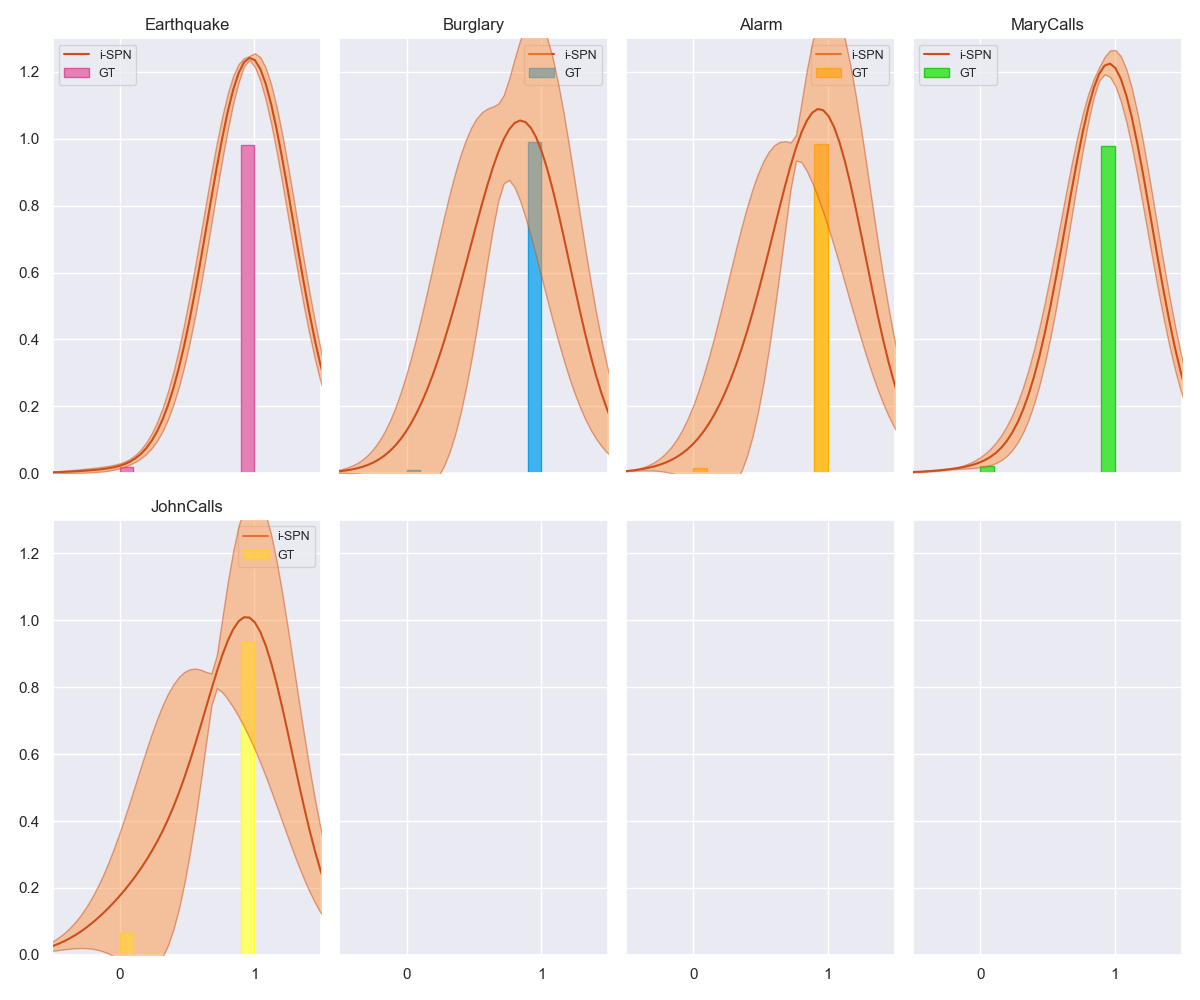 Earthquake
Burglary
Alarm
MaryCalls
i-SPN
GT
i-SPN
GT
i-SPN
GT
i-SPN
GT
1.2
1.0
0.8
0.6
0.4
0.2
0.0
JohnCalls
i-SPN
GT
1.2
1.0
0.8
0.6
0.4
0.2
0.0
0 1 0 1 0 1 0 1